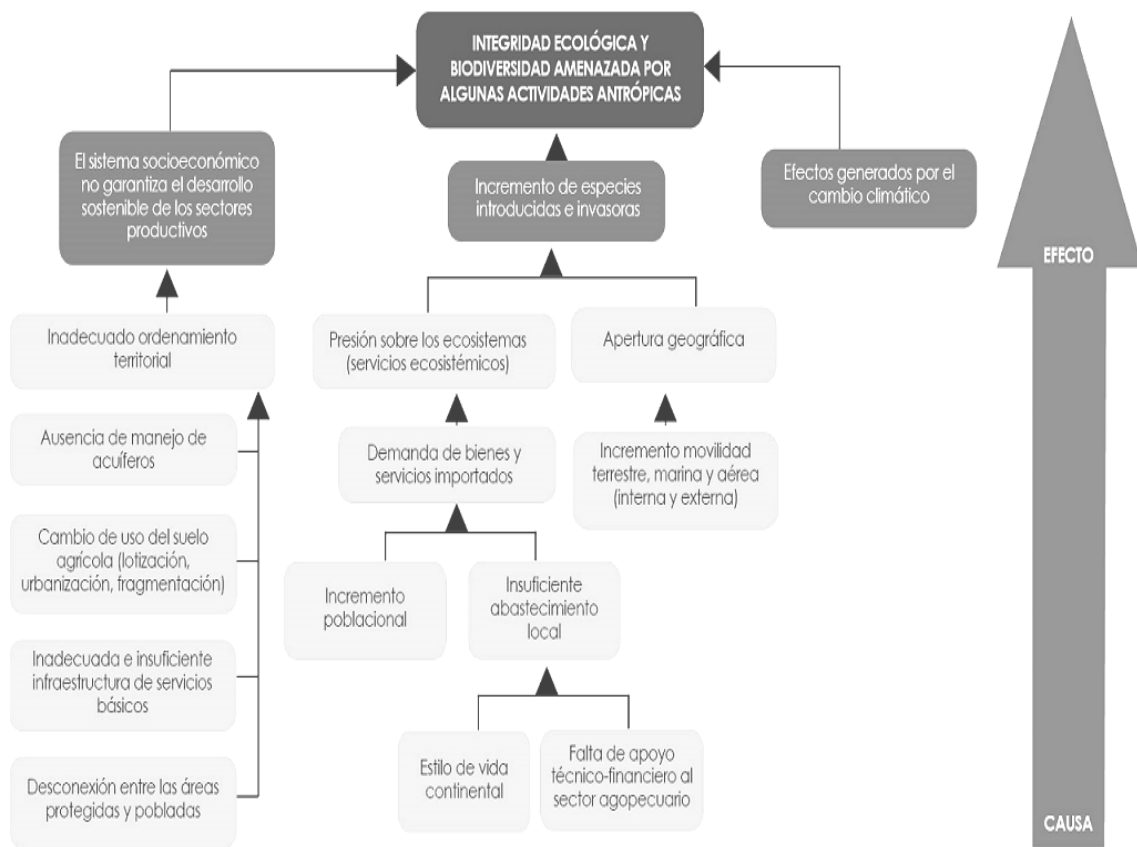 INTEGRIDAD ECOLÓGICA Y
BIODIVERSIDAD AMENAZADA POR
ALGUNAS ACTIVIDADES ANTRÓPICAS
El sistema socioeconómico
no garantiza el desarrollo
sostenible de los sectores
productivos
Incremento de especies
introducidas e invasoras
Efectos generados por el
cambio climático
EFECTO
Inadecuado ordenamiento
territorial
Presión sobre los ecosistemas
(servicios ecosistémicos)
Apertura geográfica
Ausencia de manejo de
acuíferos
Demanda de bienes y
servicios importados
Incremento movilidad
terrestre, marina y aérea
(interna y externa)
Cambio de uso del suelo
agrícola (lotización,
urbanización, fragmentación)
Incremento
poblacional
Insuficiente
abastecimiento
local
Inadecuada e insuficiente
infraestructura de servicios
básicos
Desconexión entre las áreas
protegidas y pobladas
Estilo de vida
continental
Falta de apoyo
técnico-financiero al
sector agopecuario
CAUSA